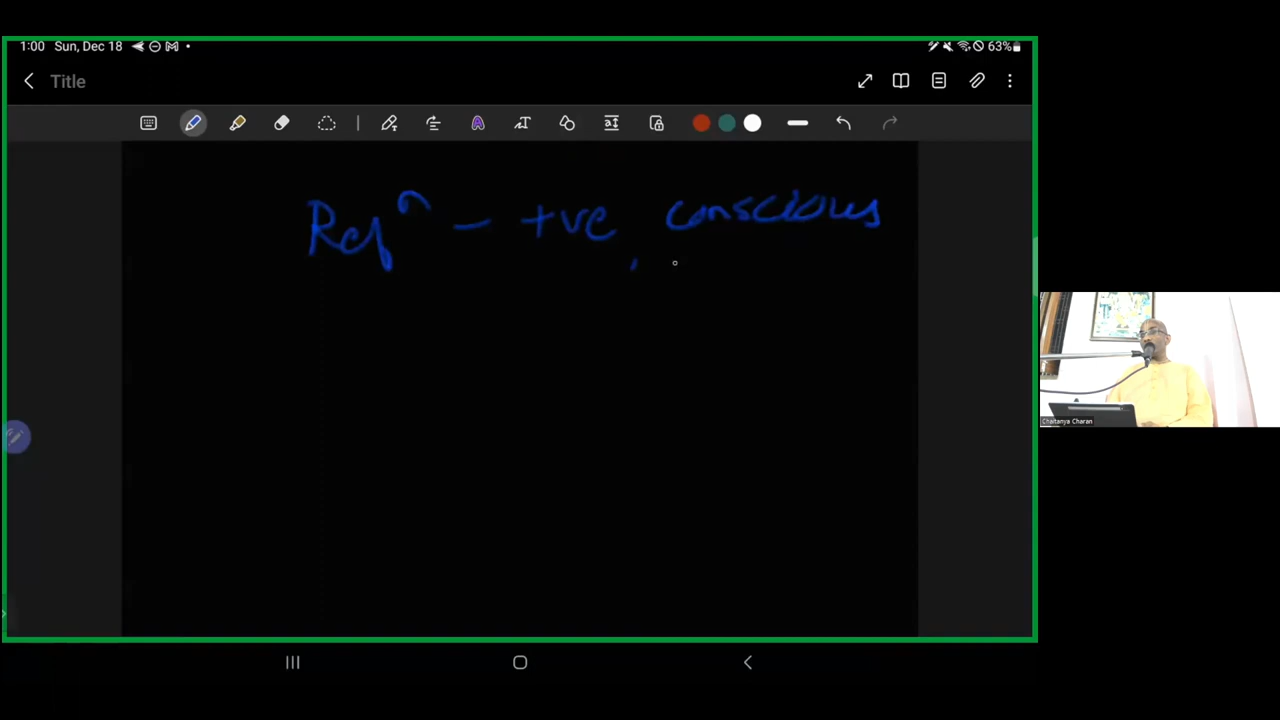 1:00 Sun, Dec 18
63%
Title
Refⁿ - +ve, conscious
Chaitanya Charan